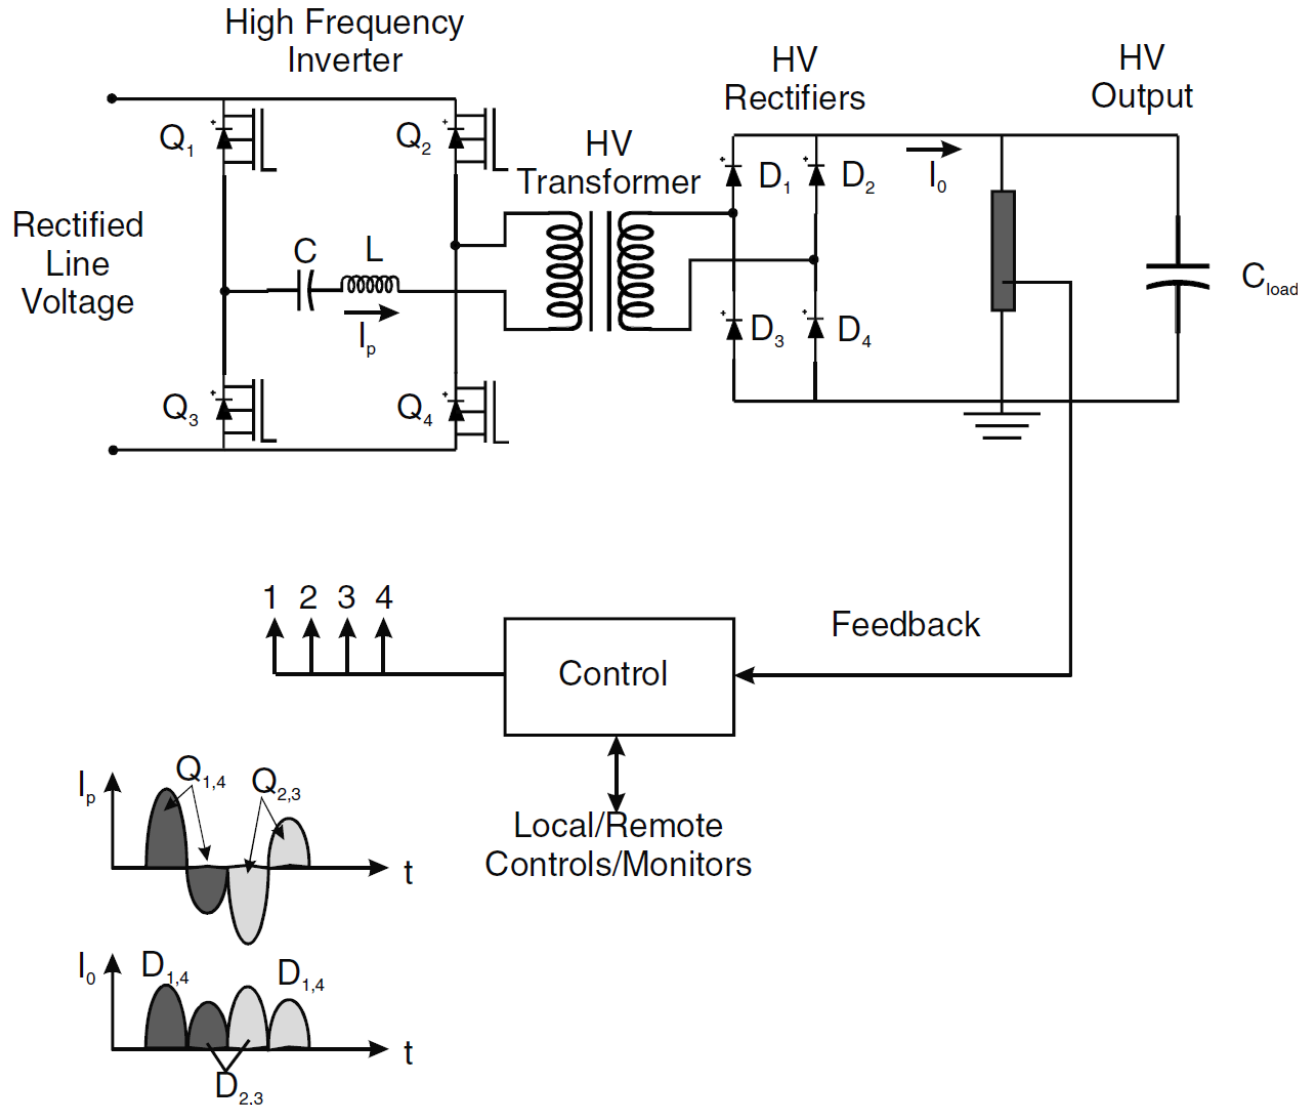 High Frequency
Inverter
HV
Rectifiers
HV
Output
Q₁
Q₂
HV
Transformer
D₁
D₂
I₀
Rectified
Line
Voltage
C
L
Iₚ
C_load
D₃
D₄
Q₃
Q₄
1 2 3 4
Feedback
Control
Iₚ
Q₁,₄
Q₂,₃
t
Local/Remote
Controls/Monitors
I₀
D₁,₄
D₁,₄
t
D₂,₃